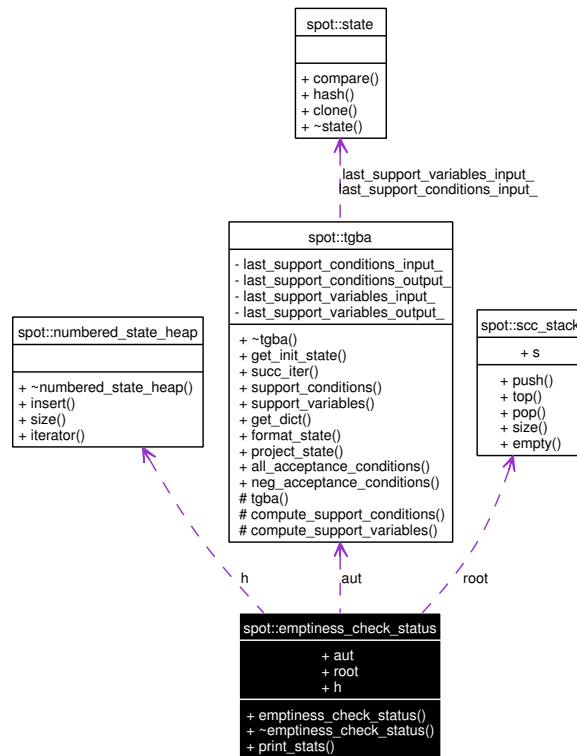 spot::state
+ compare()
+ hash()
+ clone()
+ ~state()
last_support_variables_input_
last_support_conditions_input_
spot::tgba
- last_support_conditions_input_
- last_support_conditions_output_
- last_support_variables_input_
- last_support_variables_output_
+ ~tgba()
+ get_init_state()
+ succ_iter()
+ support_conditions()
+ support_variables()
+ get_dict()
+ format_state()
+ project_state()
+ all_acceptance_conditions()
+ neg_acceptance_conditions()
# tgba()
# compute_support_conditions()
# compute_support_variables()
spot::numbered_state_heap
+ ~numbered_state_heap()
+ insert()
+ size()
+ iterator()
spot::scc_stack
+ s
+ push()
+ top()
+ pop()
+ size()
+ empty()
h
aut
root
spot::emptiness_check_status
+ aut
+ root
+ h
+ emptiness_check_status()
+ ~emptiness_check_status()
+ print_stats()